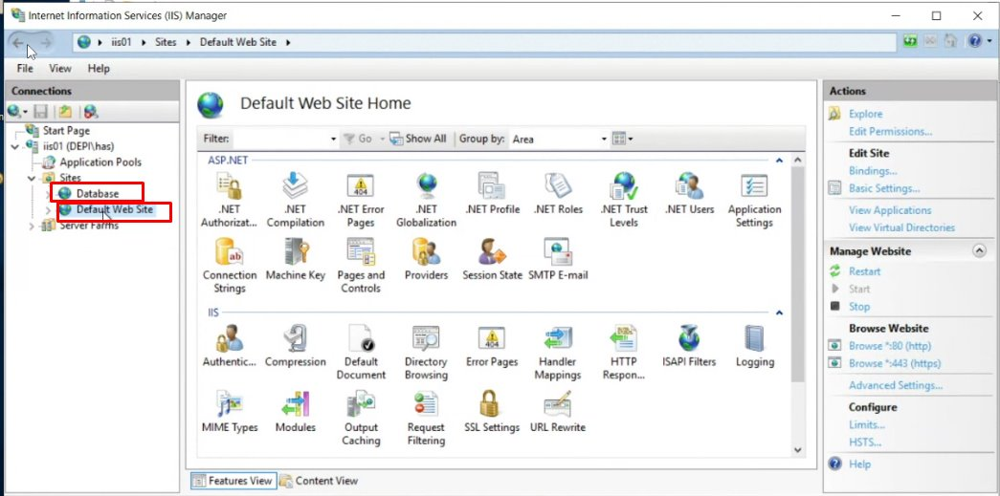 Internet Information Services (IIS) Manager
iis01 Sites Default Web Site
File View Help
Connections
Start Page
iis01 (DEPI\has)
Application Pools
Sites
Database
Default Web Site
Server Farms
Default Web Site Home
Filter: Go Show All Group by: Area
ASP.NET
.NET Authorizat...
.NET Compilation
.NET Error Pages
.NET Globalization
.NET Profile
.NET Roles
.NET Trust Levels
.NET Users
Application Settings
Connection Strings
Machine Key
Pages and Controls
Providers
Session State
SMTP E-mail
IIS
Authentic...
Compression
Default Document
Directory Browsing
Error Pages
Handler Mappings
HTTP Respon...
ISAPI Filters
Logging
MIME Types
Modules
Output Caching
Request Filtering
SSL Settings
URL Rewrite
Features View Content View
Actions
Explore
Edit Permissions...
Edit Site
Bindings...
Basic Settings...
View Applications
View Virtual Directories
Manage Website
Restart
Start
Stop
Browse Website
Browse *:80 (http)
Browse *:443 (https)
Advanced Settings...
Configure
Limits...
HSTS...
Help